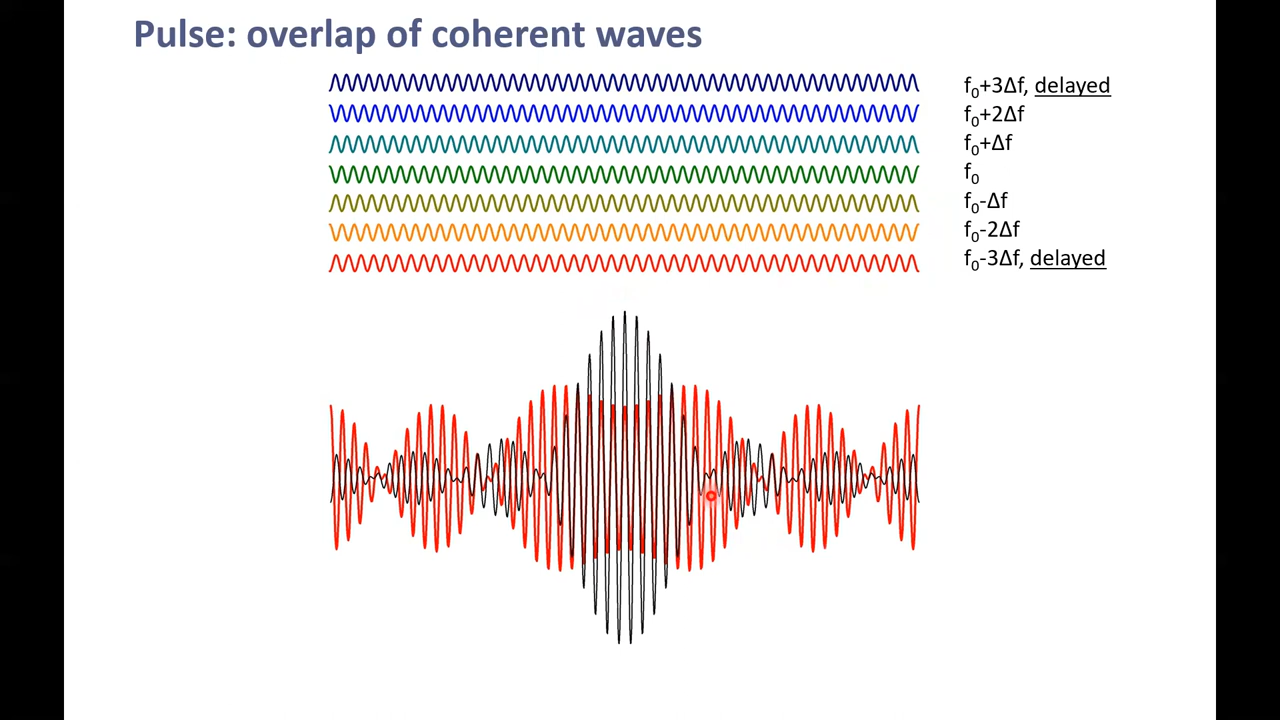 Pulse: overlap of coherent waves
f₀+3Δf, delayed
f₀+2Δf
f₀+Δf
f₀
f₀-Δf
f₀-2Δf
f₀-3Δf, delayed